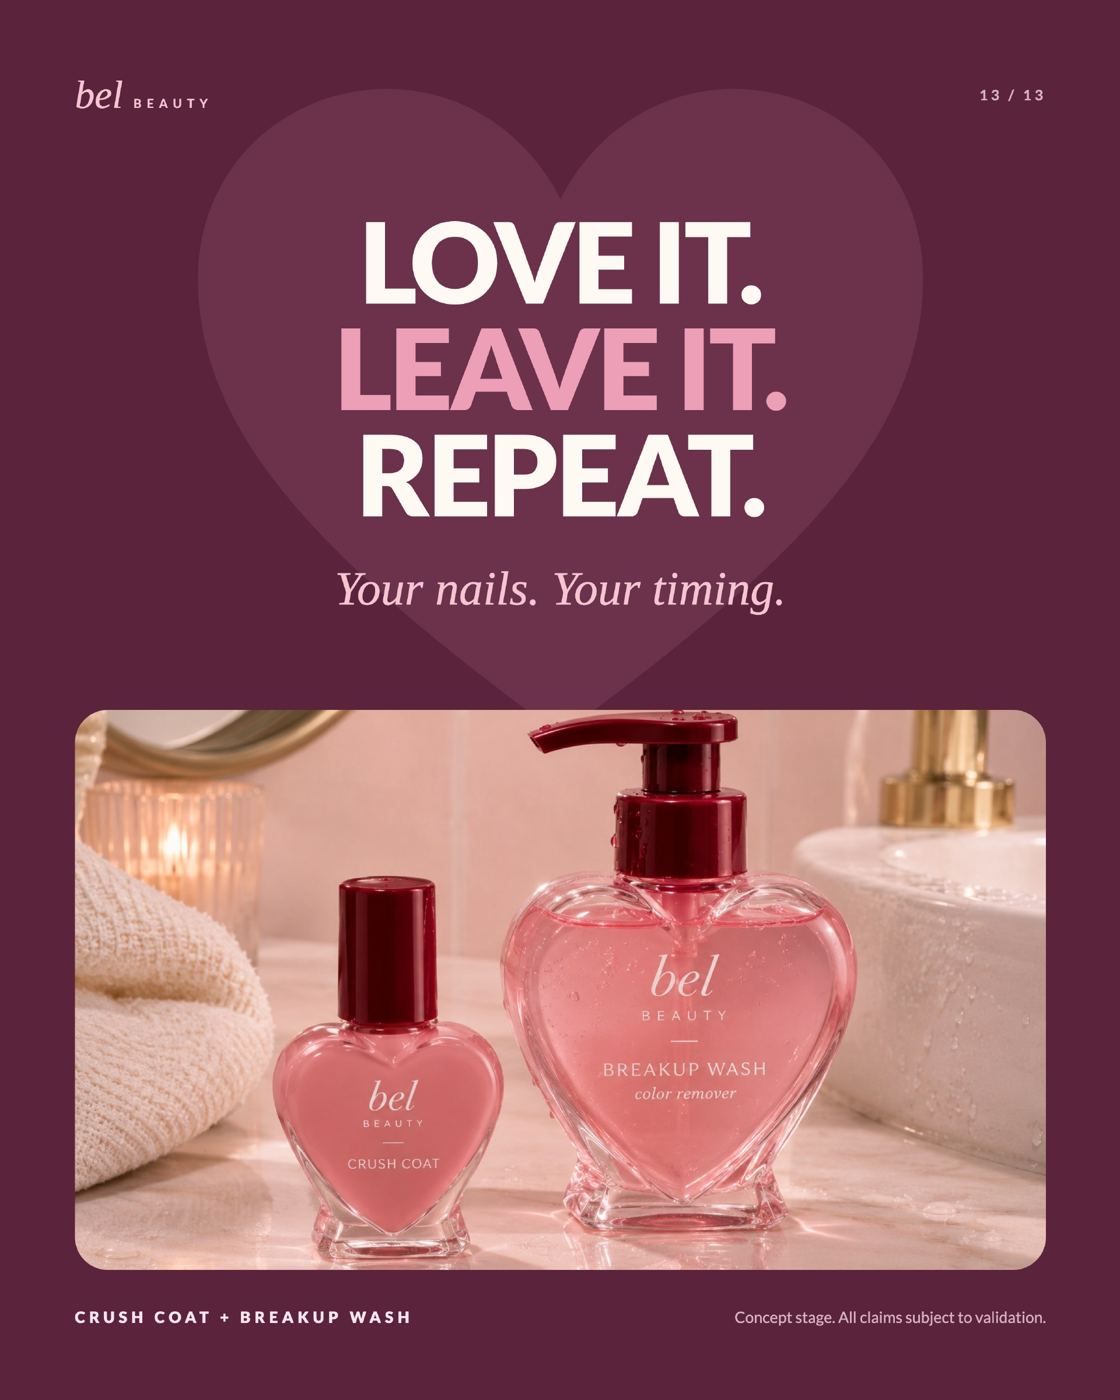 bel BEAUTY
13 / 13
LOVE IT.
LEAVE IT.
REPEAT.
Your nails. Your timing.
bel
BEAUTY
CRUSH COAT
bel
BEAUTY
BREAKUP WASH
color remover
CRUSH COAT + BREAKUP WASH
Concept stage. All claims subject to validation.